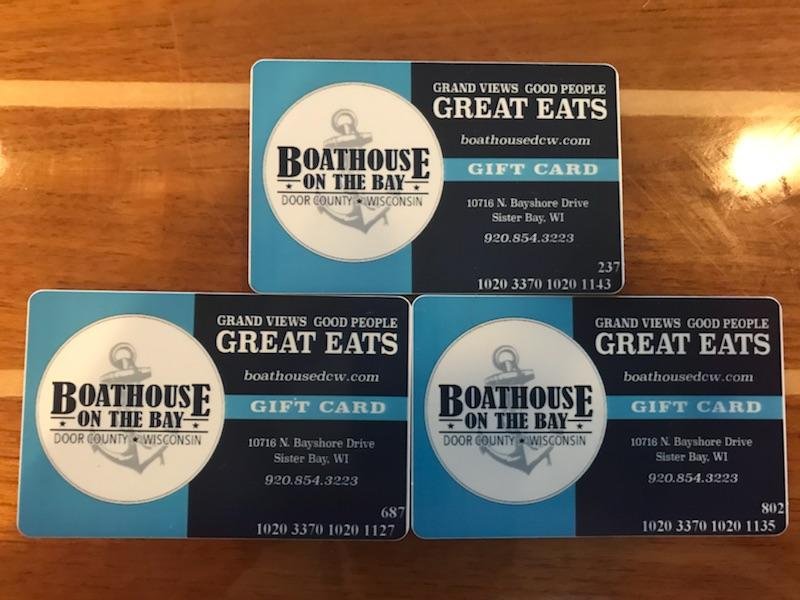 BOATHOUSE
ON THE BAY
DOOR COUNTY ★ WISCONSIN
GRAND VIEWS GOOD PEOPLE
GREAT EATS
boathousedcw.com
GIFT CARD
10716 N. Bayshore Drive
Sister Bay, WI
920.854.3223
237
1020 3370 1020 1143
BOATHOUSE
ON THE BAY
DOOR COUNTY ★ WISCONSIN
GRAND VIEWS GOOD PEOPLE
GREAT EATS
boathousedcw.com
GIFT CARD
10716 N. Bayshore Drive
Sister Bay, WI
920.854.3223
687
1020 3370 1020 1127
BOATHOUSE
ON THE BAY
DOOR COUNTY ★ WISCONSIN
GRAND VIEWS GOOD PEOPLE
GREAT EATS
boathousedcw.com
GIFT CARD
10716 N. Bayshore Drive
Sister Bay, WI
920.854.3223
802
1020 3370 1020 1135